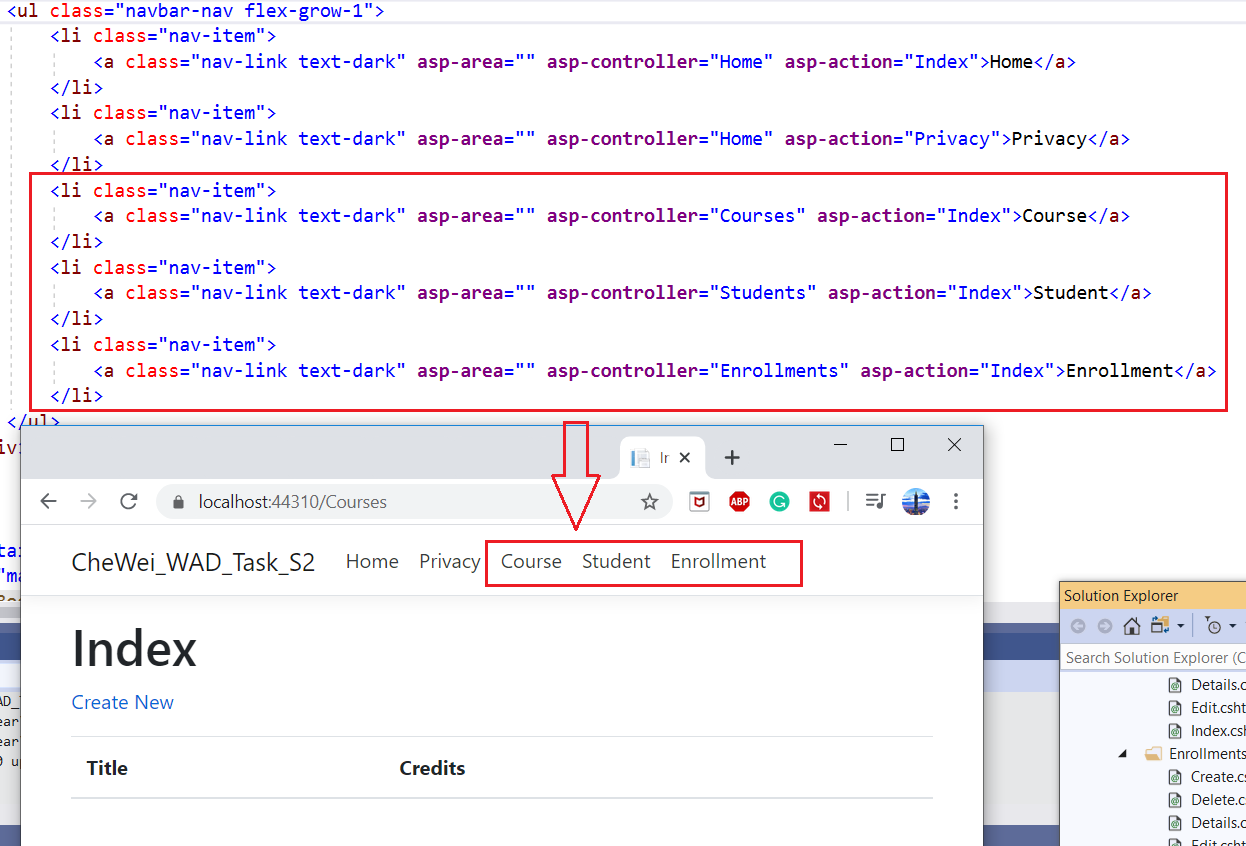 <ul class="navbar-nav flex-grow-1">
<li class="nav-item">
<a class="nav-link text-dark" asp-area="" asp-controller="Home" asp-action="Index">Home</a>
</li>
<li class="nav-item">
<a class="nav-link text-dark" asp-area="" asp-controller="Home" asp-action="Privacy">Privacy</a>
</li>
<li class="nav-item">
<a class="nav-link text-dark" asp-area="" asp-controller="Courses" asp-action="Index">Course</a>
</li>
<li class="nav-item">
<a class="nav-link text-dark" asp-area="" asp-controller="Students" asp-action="Index">Student</a>
</li>
<li class="nav-item">
<a class="nav-link text-dark" asp-area="" asp-controller="Enrollments" asp-action="Index">Enrollment</a>
</li>
</ul>
localhost:44310/Courses
ABP
CheWei_WAD_Task_S2 Home Privacy Course Student Enrollment
Index
Create New
Title Credits
Solution Explorer
Search Solution Explorer (C
Details.c
Edit.csht
Index.csh
Enrollments
Create.cs
Delete.c
Details.c
Edit.csht